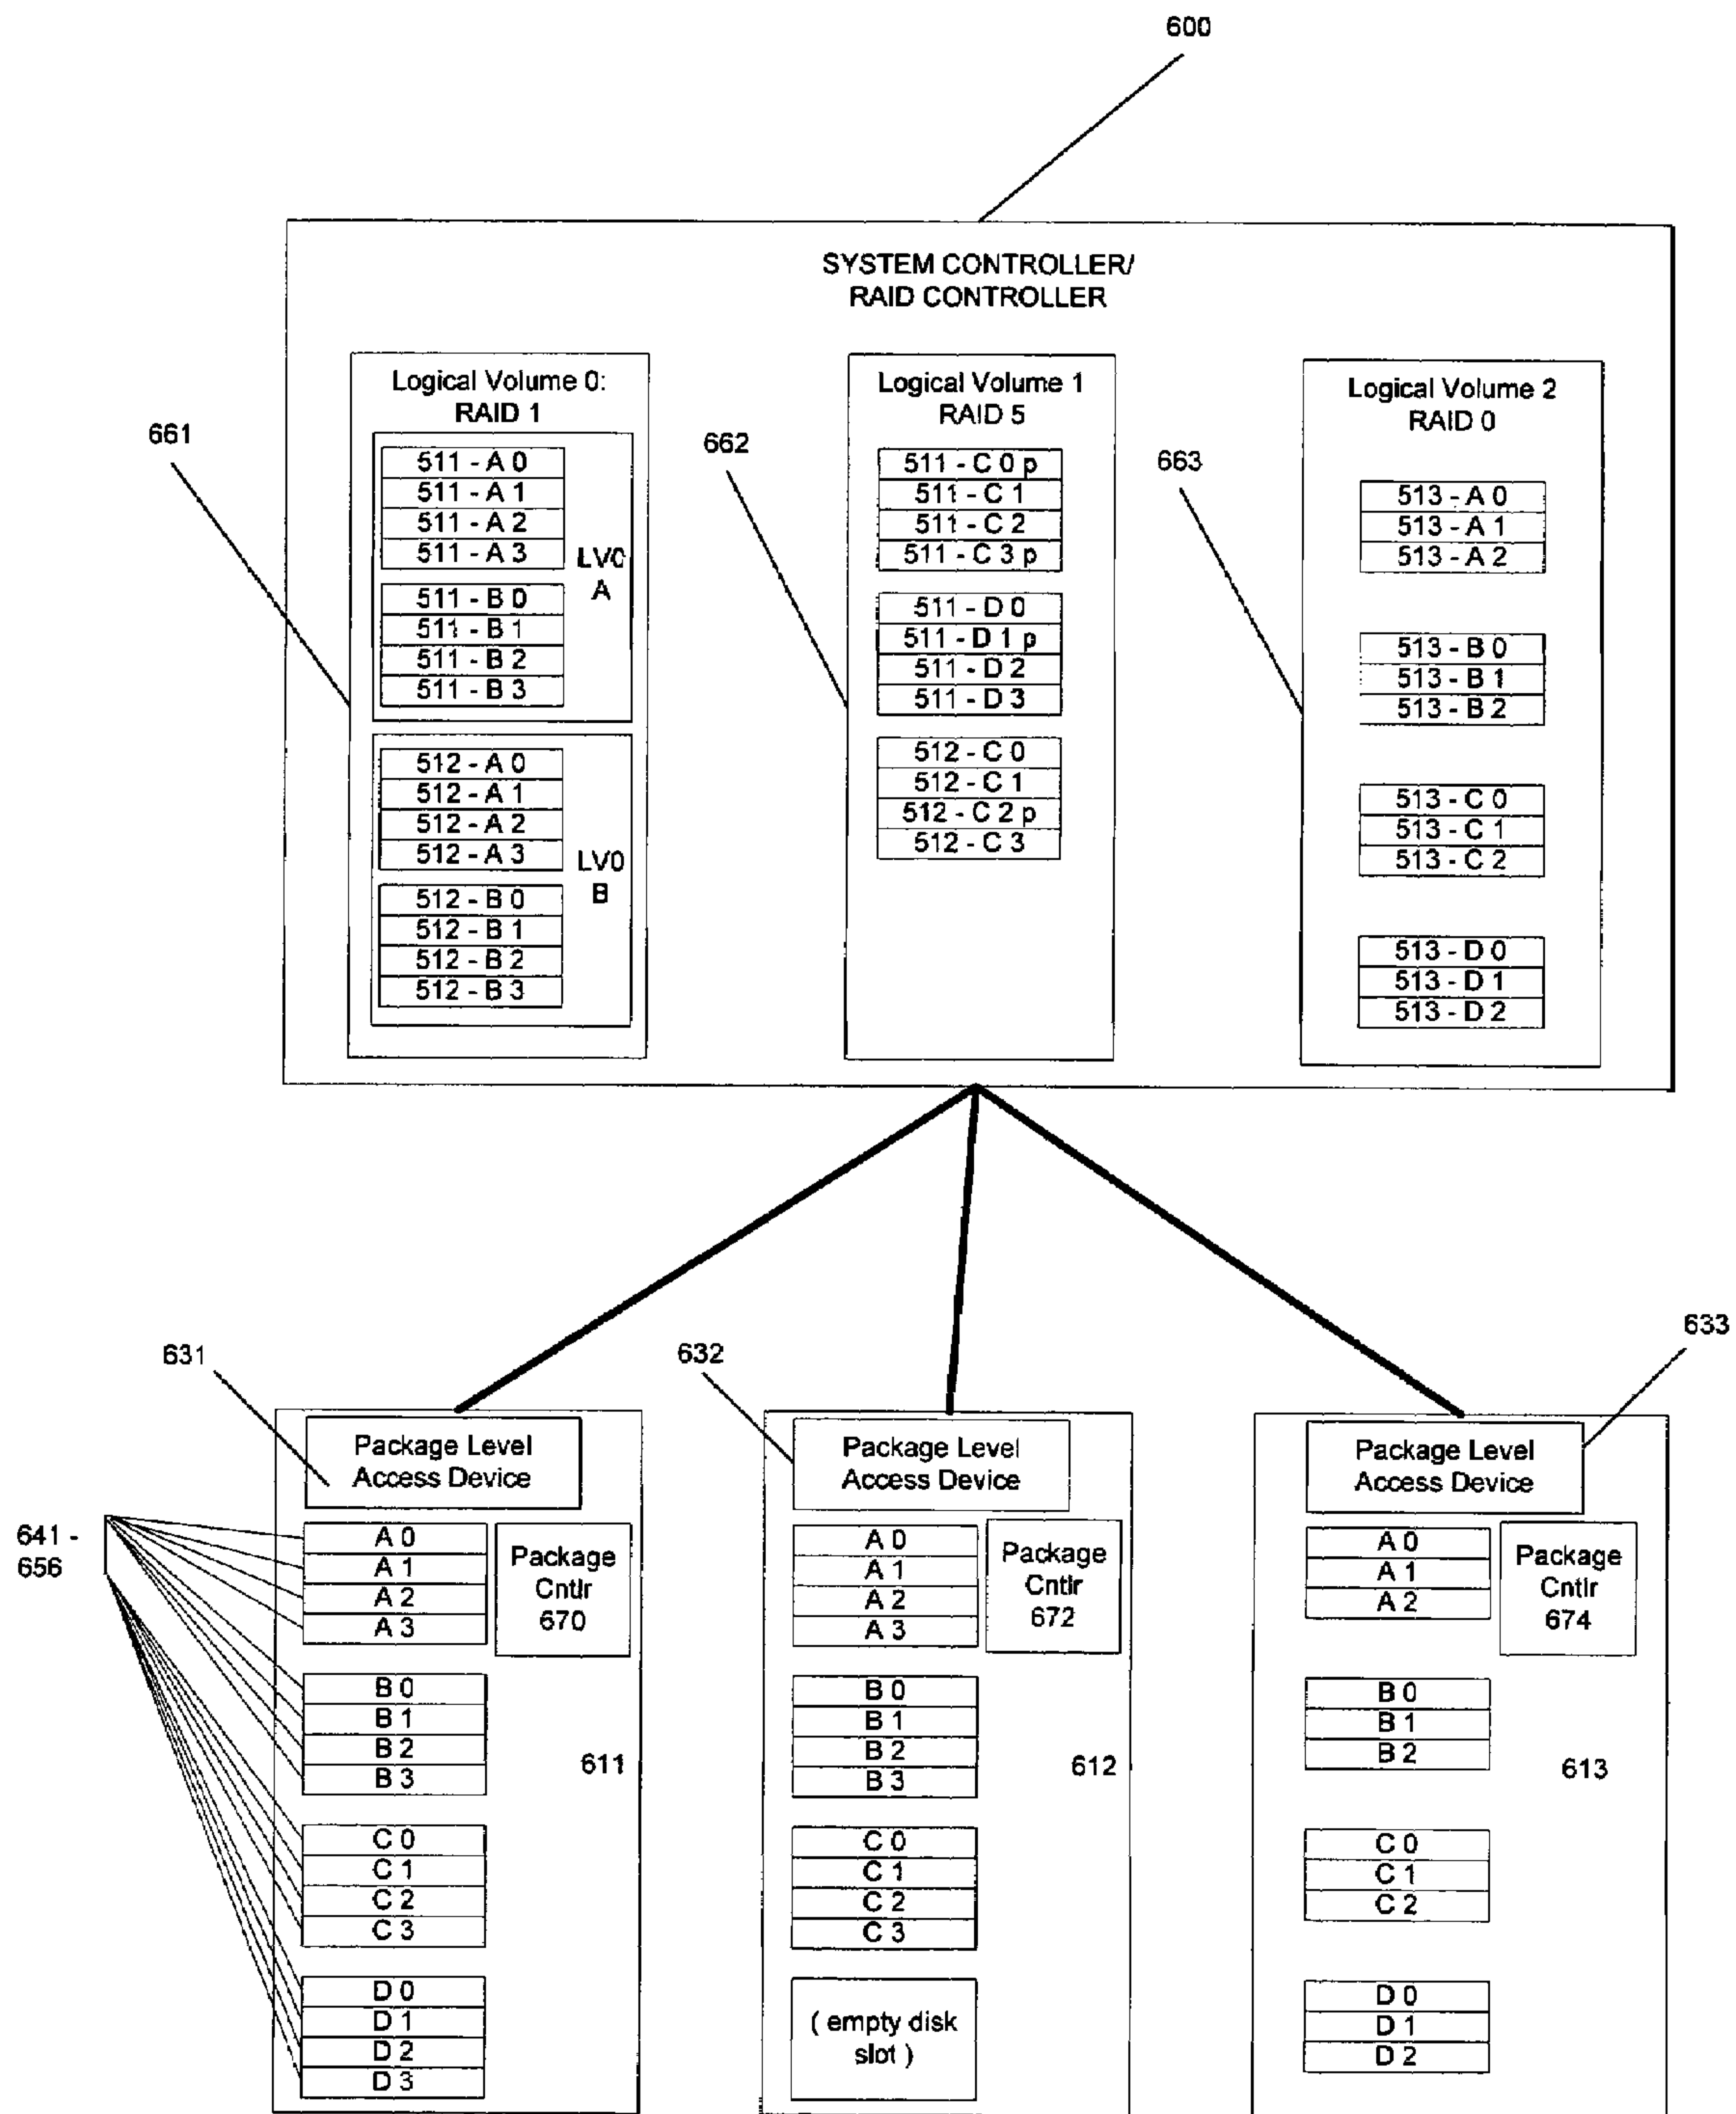 600
SYSTEM CONTROLLER/
RAID CONTROLLER
Logical Volume 0:
RAID 1
661
511 - A 0
511 - A 1
511 - A 2
511 - A 3
LV0
A
511 - B 0
511 - B 1
511 - B 2
511 - B 3
512 - A 0
512 - A 1
512 - A 2
512 - A 3
LV0
B
512 - B 0
512 - B 1
512 - B 2
512 - B 3
Logical Volume 1
RAID 5
662
511 - C 0 p
511 - C 1
511 - C 2
511 - C 3 p
511 - D 0
511 - D 1 p
511 - D 2
511 - D 3
512 - C 0
512 - C 1
512 - C 2 p
512 - C 3
Logical Volume 2
RAID 0
663
513 - A 0
513 - A 1
513 - A 2
513 - B 0
513 - B 1
513 - B 2
513 - C 0
513 - C 1
513 - C 2
513 - D 0
513 - D 1
513 - D 2
631
Package Level
Access Device
641 -
656
A 0
A 1
A 2
A 3
Package
Cntlr
670
B 0
B 1
B 2
B 3
611
C 0
C 1
C 2
C 3
D 0
D 1
D 2
D 3
632
Package Level
Access Device
A 0
A 1
A 2
A 3
Package
Cntlr
672
B 0
B 1
B 2
B 3
612
C 0
C 1
C 2
C 3
( empty disk
slot )
633
Package Level
Access Device
A 0
A 1
A 2
Package
Cntlr
674
B 0
B 1
B 2
613
C 0
C 1
C 2
D 0
D 1
D 2